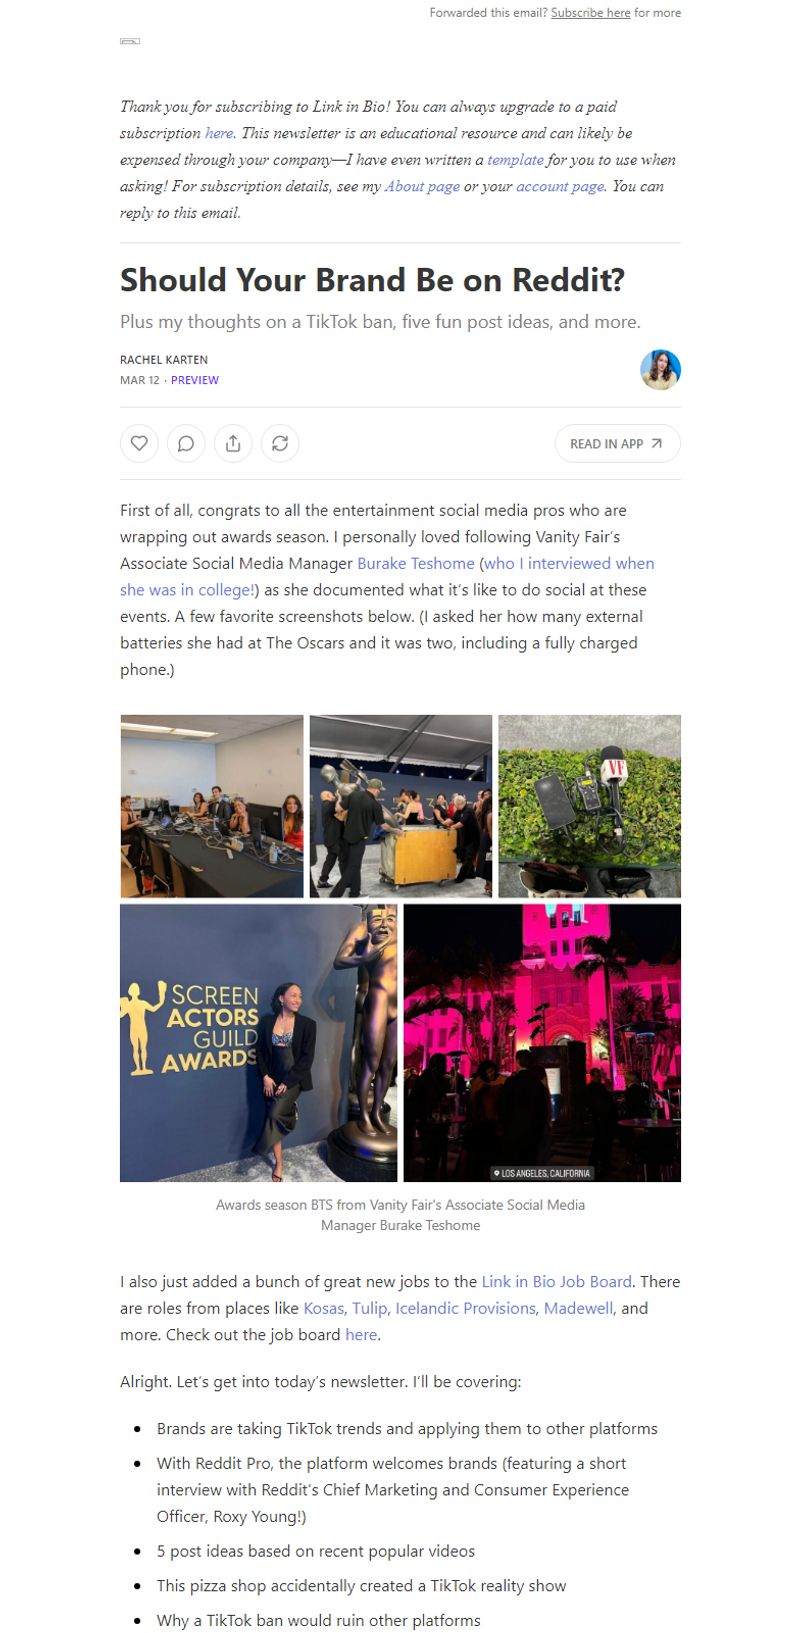 Forwarded this email? Subscribe here for more
Thank you for subscribing to Link in Bio! You can always upgrade to a paid
subscription here. This newsletter is an educational resource and can likely be
expensed through your company—I have even written a template for you to use when
asking! For subscription details, see my About page or your account page. You can
reply to this email.
Should Your Brand Be on Reddit?
Plus my thoughts on a TikTok ban, five fun post ideas, and more.
RACHEL KARTEN
MAR 12 · PREVIEW
READ IN APP
First of all, congrats to all the entertainment social media pros who are
wrapping out awards season. I personally loved following Vanity Fair's
Associate Social Media Manager Burake Teshome (who I interviewed when
she was in college!) as she documented what it's like to do social at these
events. A few favorite screenshots below. (I asked her how many external
batteries she had at The Oscars and it was two, including a fully charged
phone.)
VF
SCREEN
ACTORS
GUILD
AWARDS
LOS ANGELES, CALIFORNIA
Awards season BTS from Vanity Fair's Associate Social Media
Manager Burake Teshome
I also just added a bunch of great new jobs to the Link in Bio Job Board. There
are roles from places like Kosas, Tulip, Icelandic Provisions, Madewell, and
more. Check out the job board here.
Alright. Let's get into today's newsletter. I'll be covering:
• Brands are taking TikTok trends and applying them to other platforms
• With Reddit Pro, the platform welcomes brands (featuring a short
interview with Reddit's Chief Marketing and Consumer Experience
Officer, Roxy Young!)
• 5 post ideas based on recent popular videos
• This pizza shop accidentally created a TikTok reality show
• Why a TikTok ban would ruin other platforms